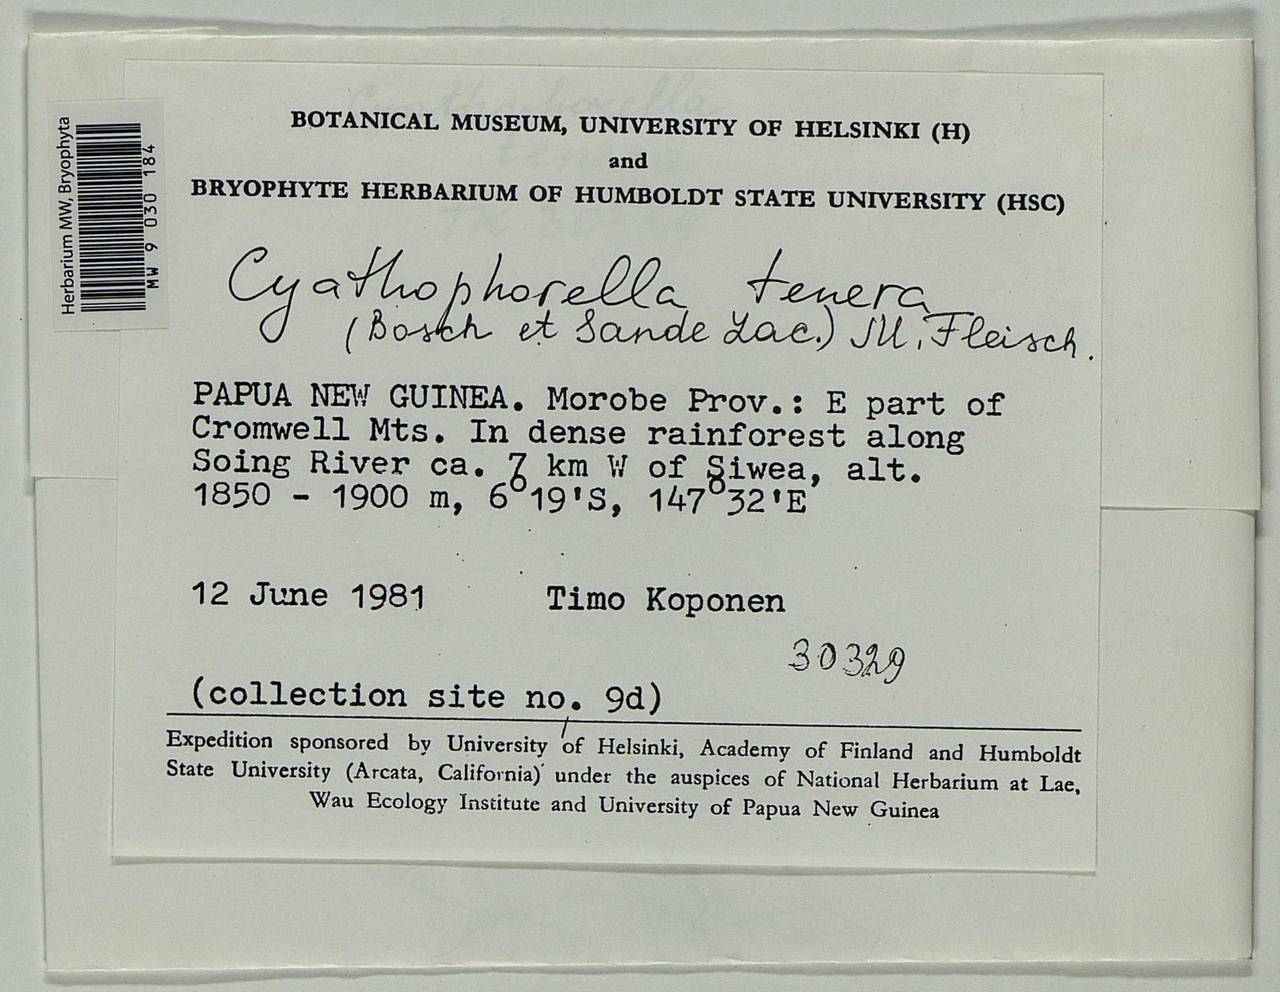 Herbarium MW, Bryophyta
MW 9 030 184
BOTANICAL MUSEUM, UNIVERSITY OF HELSINKI (H)
and
BRYOPHYTE HERBARIUM OF HUMBOLDT STATE UNIVERSITY (HSC)
Cyathophorella tenera
(Bosch et Sande Lac.) M. Fleisch.
PAPUA NEW GUINEA. Morobe Prov.: E part of
Cromwell Mts. In dense rainforest along
Soing River ca. 7 km W of Siwea, alt.
1850 - 1900 m, 6°19'S, 147°32'E
12 June 1981 Timo Koponen
30329
(collection site no. 9d)
Expedition sponsored by University of Helsinki, Academy of Finland and Humboldt
State University (Arcata, California) under the auspices of National Herbarium at Lae,
Wau Ecology Institute and University of Papua New Guinea